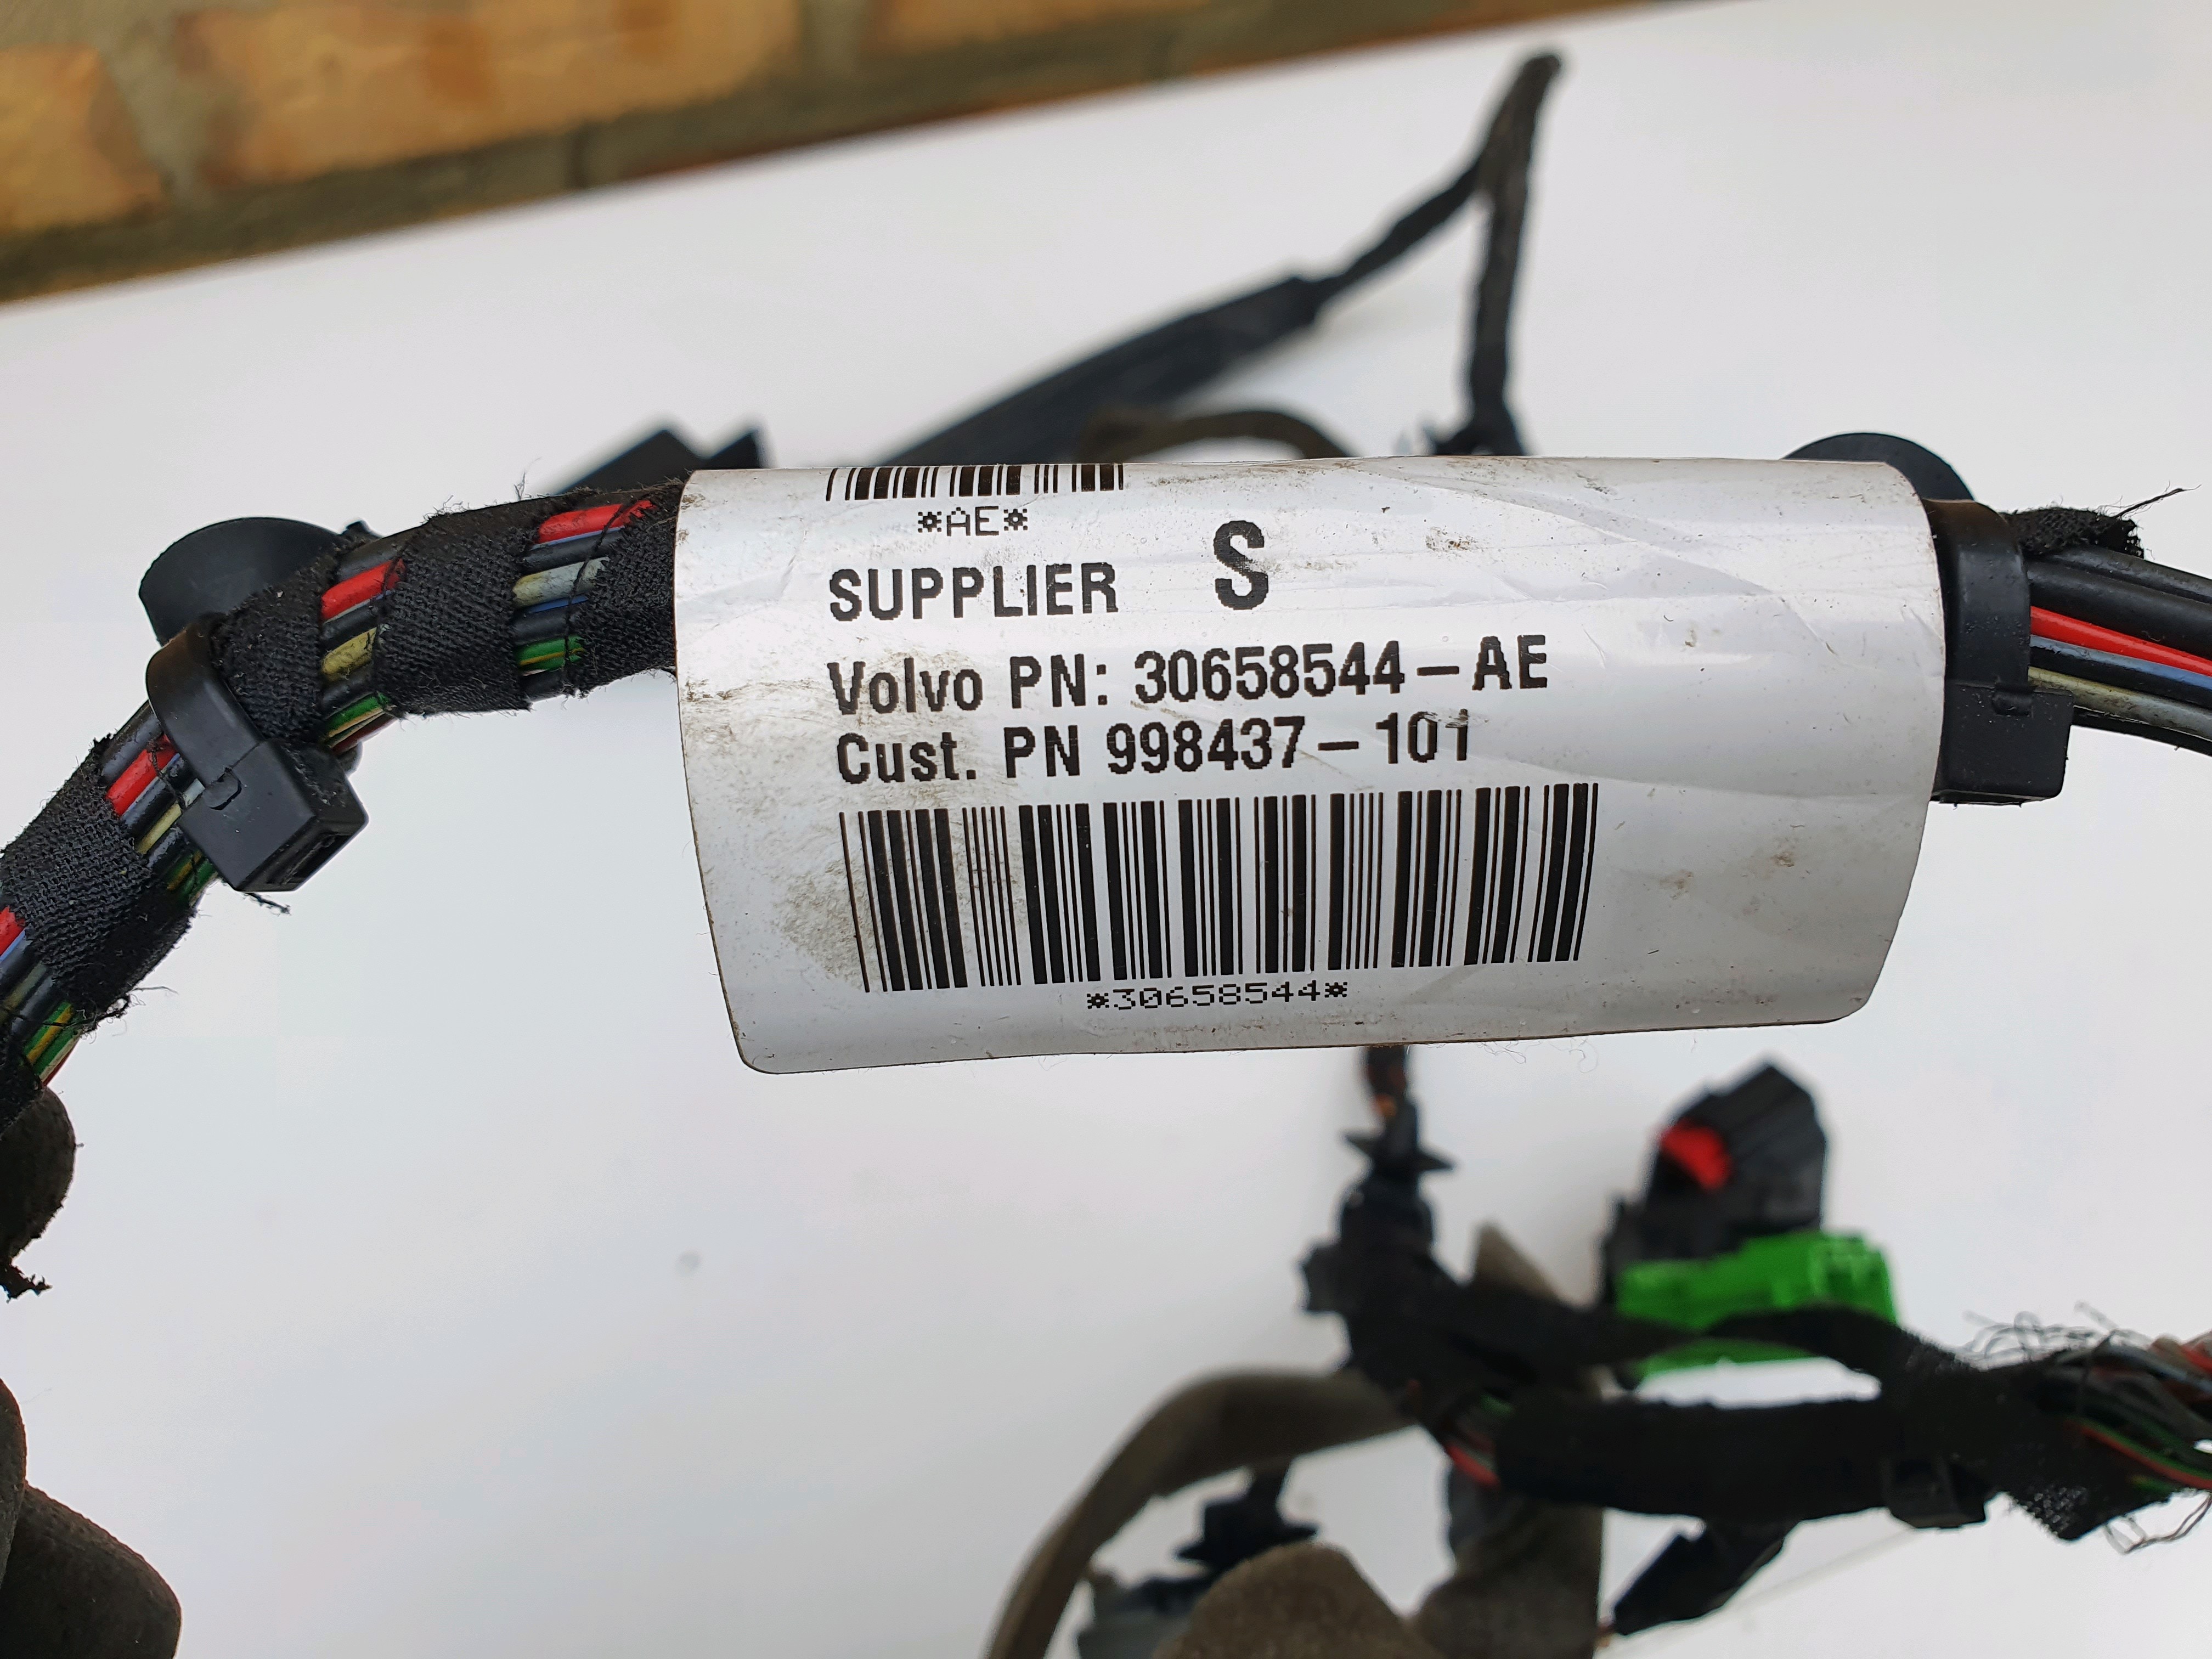 *AE*
SUPPLIER S
Volvo PN: 30658544-AE
Cust. PN 998437-101
*30658544*